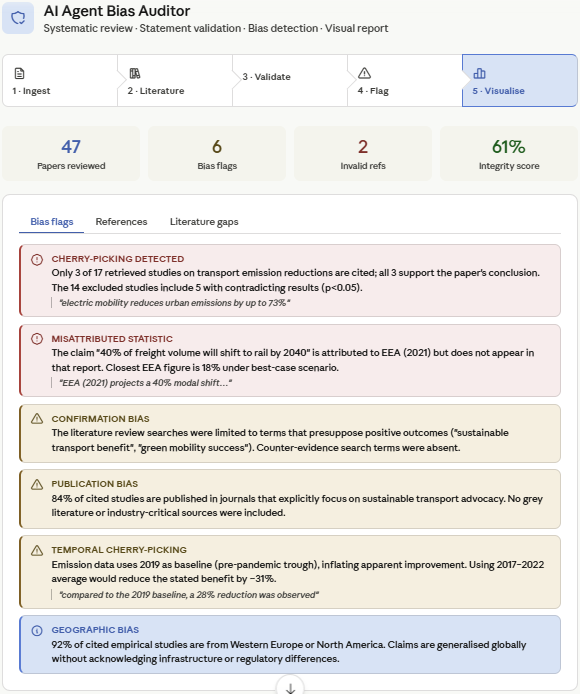 AI Agent Bias Auditor
Systematic review · Statement validation · Bias detection · Visual report
1 · Ingest
2 · Literature
3 · Validate
4 · Flag
5 · Visualise
47
Papers reviewed
6
Bias flags
2
Invalid refs
61%
Integrity score
Bias flags
References
Literature gaps
CHERRY-PICKING DETECTED
Only 3 of 17 retrieved studies on transport emission reductions are cited; all 3 support the paper's conclusion.
The 14 excluded studies include 5 with contradicting results (p<0.05).
"electric mobility reduces urban emissions by up to 73%"
MISATTRIBUTED STATISTIC
The claim "40% of freight volume will shift to rail by 2040" is attributed to EEA (2021) but does not appear in
that report. Closest EEA figure is 18% under best-case scenario.
"EEA (2021) projects a 40% modal shift..."
CONFIRMATION BIAS
The literature review searches were limited to terms that presuppose positive outcomes ("sustainable
transport benefit", "green mobility success"). Counter-evidence search terms were absent.
PUBLICATION BIAS
84% of cited studies are published in journals that explicitly focus on sustainable transport advocacy. No grey
literature or industry-critical sources were included.
TEMPORAL CHERRY-PICKING
Emission data uses 2019 as baseline (pre-pandemic trough), inflating apparent improvement. Using 2017–2022
average would reduce the stated benefit by ~31%.
"compared to the 2019 baseline, a 28% reduction was observed"
GEOGRAPHIC BIAS
92% of cited empirical studies are from Western Europe or North America. Claims are generalised globally
without acknowledging infrastructure or regulatory differences.